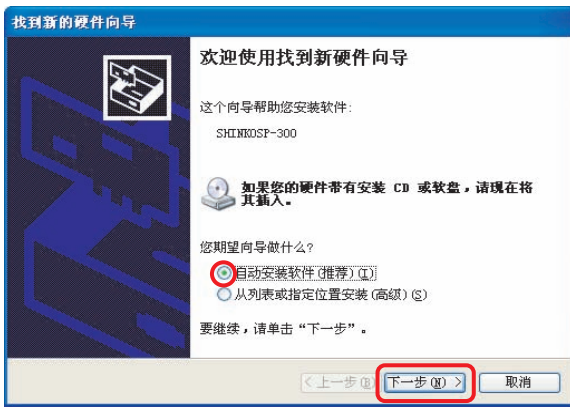 找到新的硬件向导
欢迎使用找到新硬件向导
这个向导帮助您安装软件:
SHINKOSP-300
如果您的硬件带有安装 CD 或软盘，请现在将
其插入。
您期望向导做什么?
自动安装软件(推荐)(I)
从列表或指定位置安装(高级)(S)
要继续，请单击“下一步”。
<上一步(B) 下一步(N) > 取消